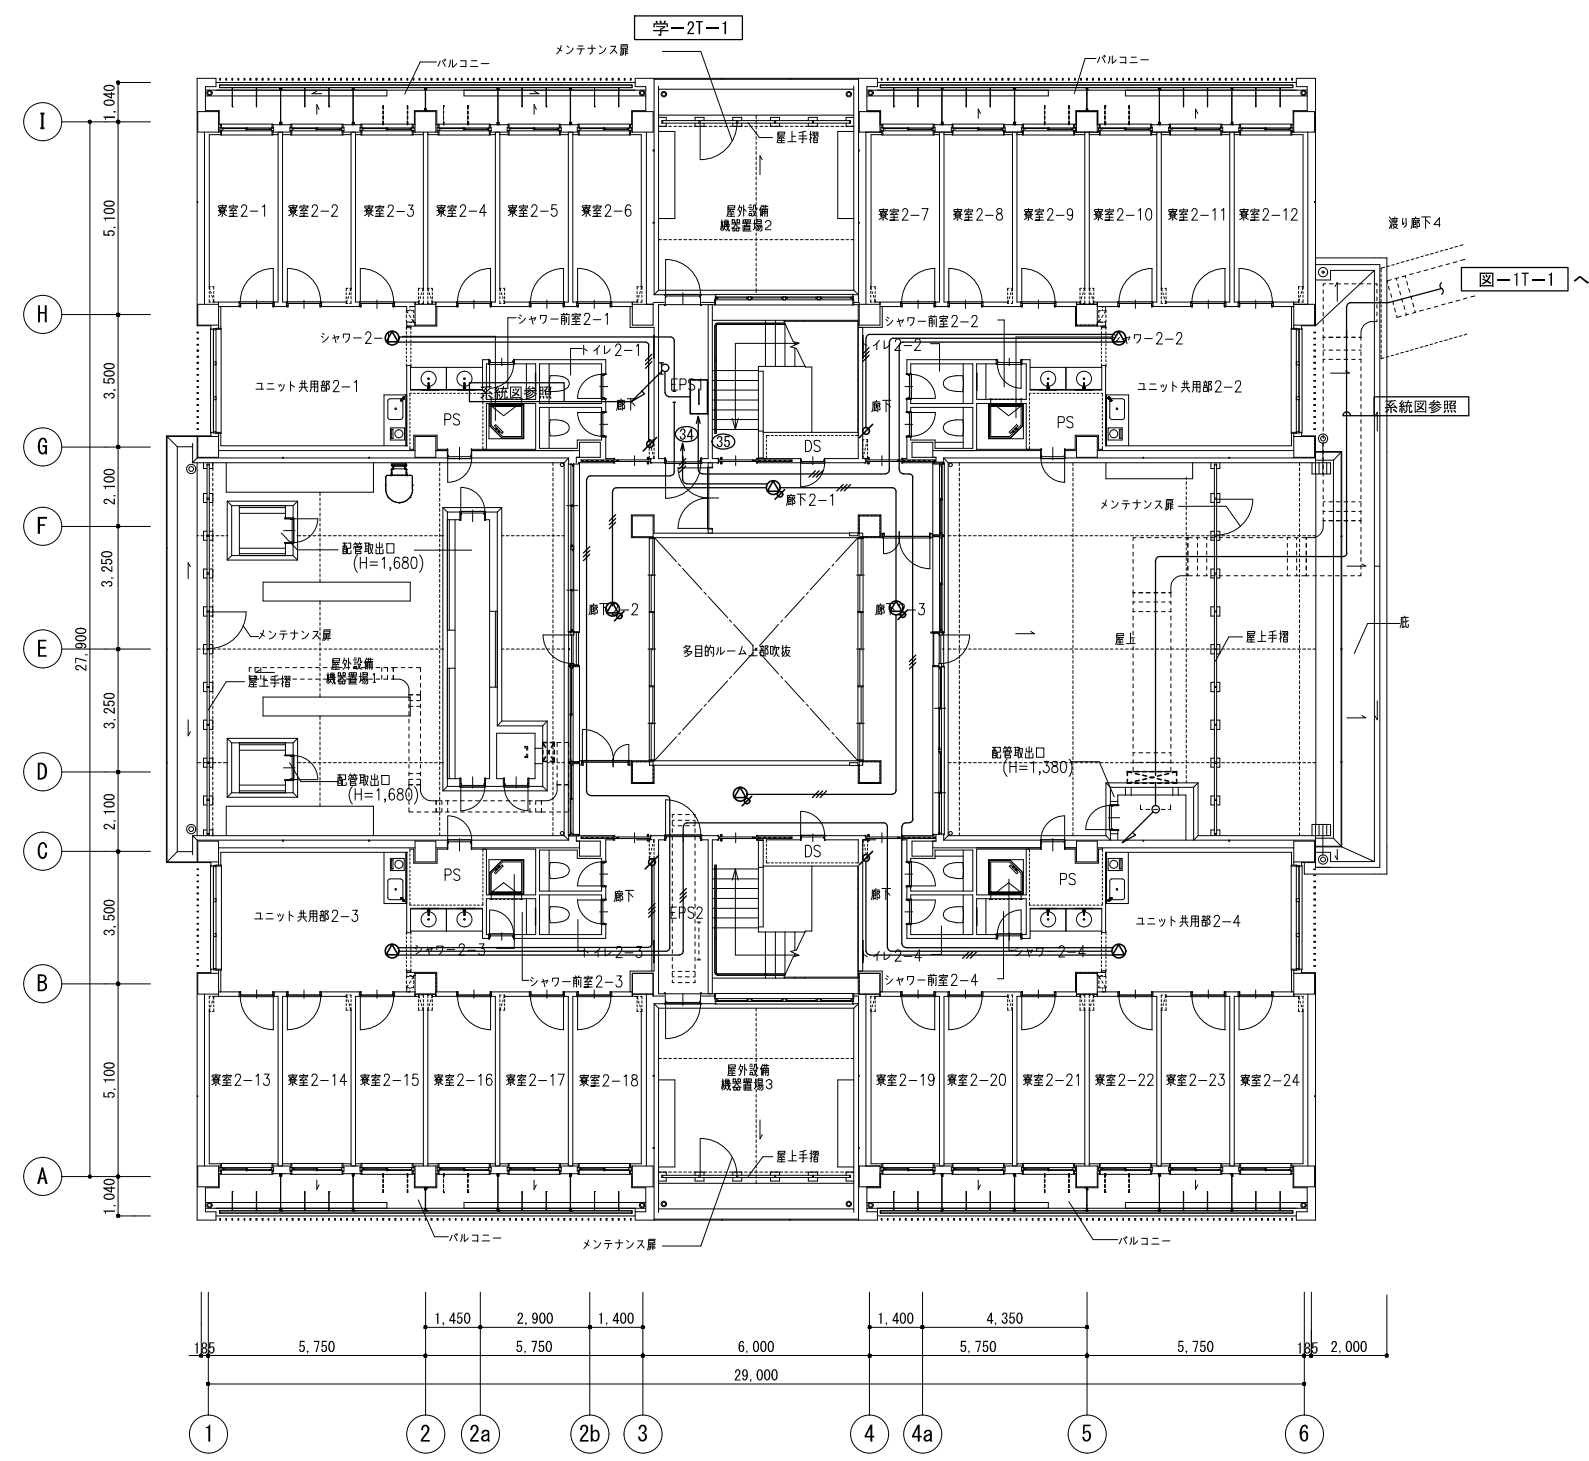 学－2T－1
メンテナンス扉
バルコニー
バルコニー
1,040
I
屋上手摺
5,100
寮室2-1
寮室2-2
寮室2-3
寮室2-4
寮室2-5
寮室2-6
屋外設備
機器置場2
寮室2-7
寮室2-8
寮室2-9
寮室2-10
寮室2-11
寮室2-12
渡り廊下4
図－1T－1 へ
H
シャワー前室2-1
シャワー前室2-2
シャワー2-
トイレ2-1
イレ2-2
ャワー2-2
3,500
ユニット共用部2-1
系統図参照
EPS1
廊下
廊下
ユニット共用部2-2
系統図参照
PS
PS
34
35
DS
G
2,100
廊下2-1
メンテナンス扉
F
配管取出口
(H=1,680)
3,250
廊下2-2
廊下2-3
メンテナンス扉
屋上
屋上手摺
庇
E
27,900
多目的ルーム上部吹抜
屋外設備
機器置場1
屋上手摺
3,250
配管取出口
(H=1,380)
D
配管取出口
(H=1,680)
2,100
C
DS
PS
PS
廊下
廊下
3,500
ユニット共用部2-3
EPS2
ユニット共用部2-4
シャワー2-3
トイレ2-3
イレ2-4
シャワー2-4
B
シャワー前室2-3
シャワー前室2-4
5,100
寮室2-13
寮室2-14
寮室2-15
寮室2-16
寮室2-17
寮室2-18
屋外設備
機器置場3
寮室2-19
寮室2-20
寮室2-21
寮室2-22
寮室2-23
寮室2-24
屋上手摺
A
1,040
バルコニー
メンテナンス扉
バルコニー
1,450
2,900
1,400
1,400
4,350
185
5,750
5,750
6,000
5,750
5,750
185
2,000
29,000
1
2
2a
2b
3
4
4a
5
6